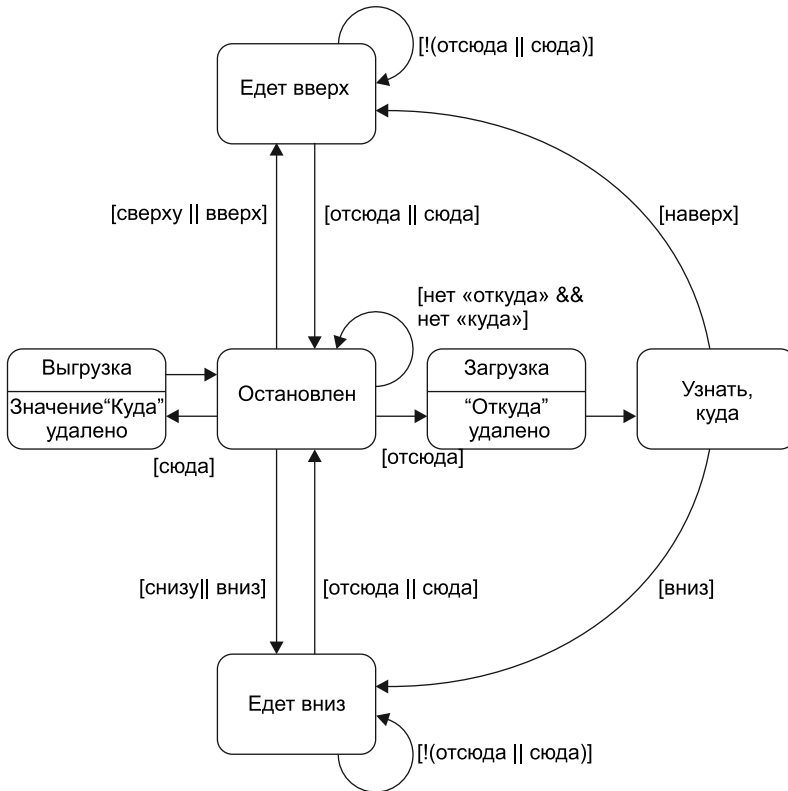 [!(отсюда || сюда)]
Едет вверх
[сверху || вверх]
[отсюда || сюда]
[наверх]
[нет «откуда» &&
нет «куда»]
Выгрузка
Значение“Куда”
удалено
Остановлен
Загрузка
“Откуда”
удалено
Узнать,
куда
[сюда]
[отсюда]
[снизу|| вниз]
[отсюда || сюда]
[вниз]
Едет вниз
[!(отсюда || сюда)]